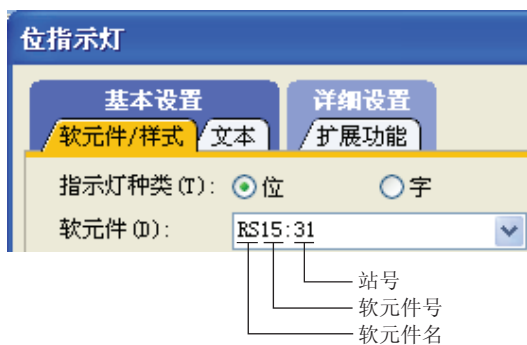 位指示灯
基本设置 详细设置
软元件/样式 文本 扩展功能
指示灯种类(T): 位 字
软元件(D): RS15:31
站号
软元件号
软元件名